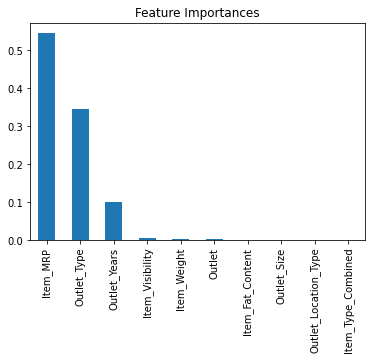 Feature Importances
0.5
0.4
0.3
0.2
0.1
0.0
Item_MRP
Outlet_Type
Outlet_Years
Item_Visibility
Item_Weight
Outlet
Item_Fat_Content
Outlet_Size
Outlet_Location_Type
Item_Type_Combined